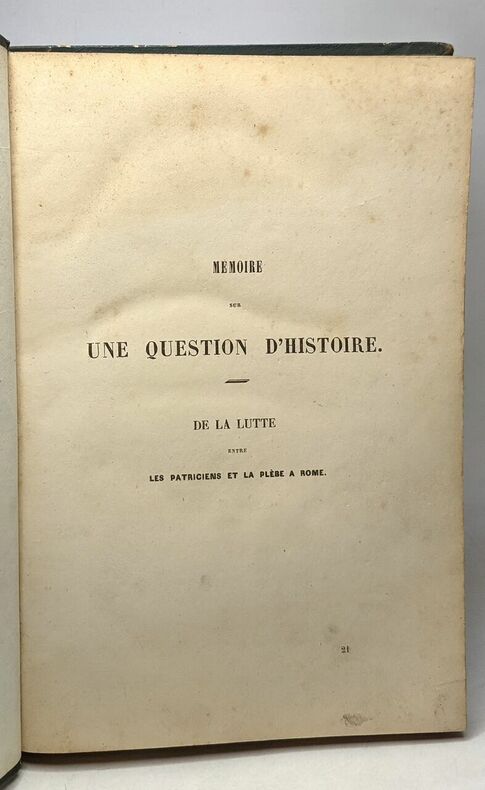 MEMOIRE
SUR
UNE QUESTION D'HISTOIRE.
DE LA LUTTE
ENTRE
LES PATRICIENS ET LA PLÈBE A ROME.
21